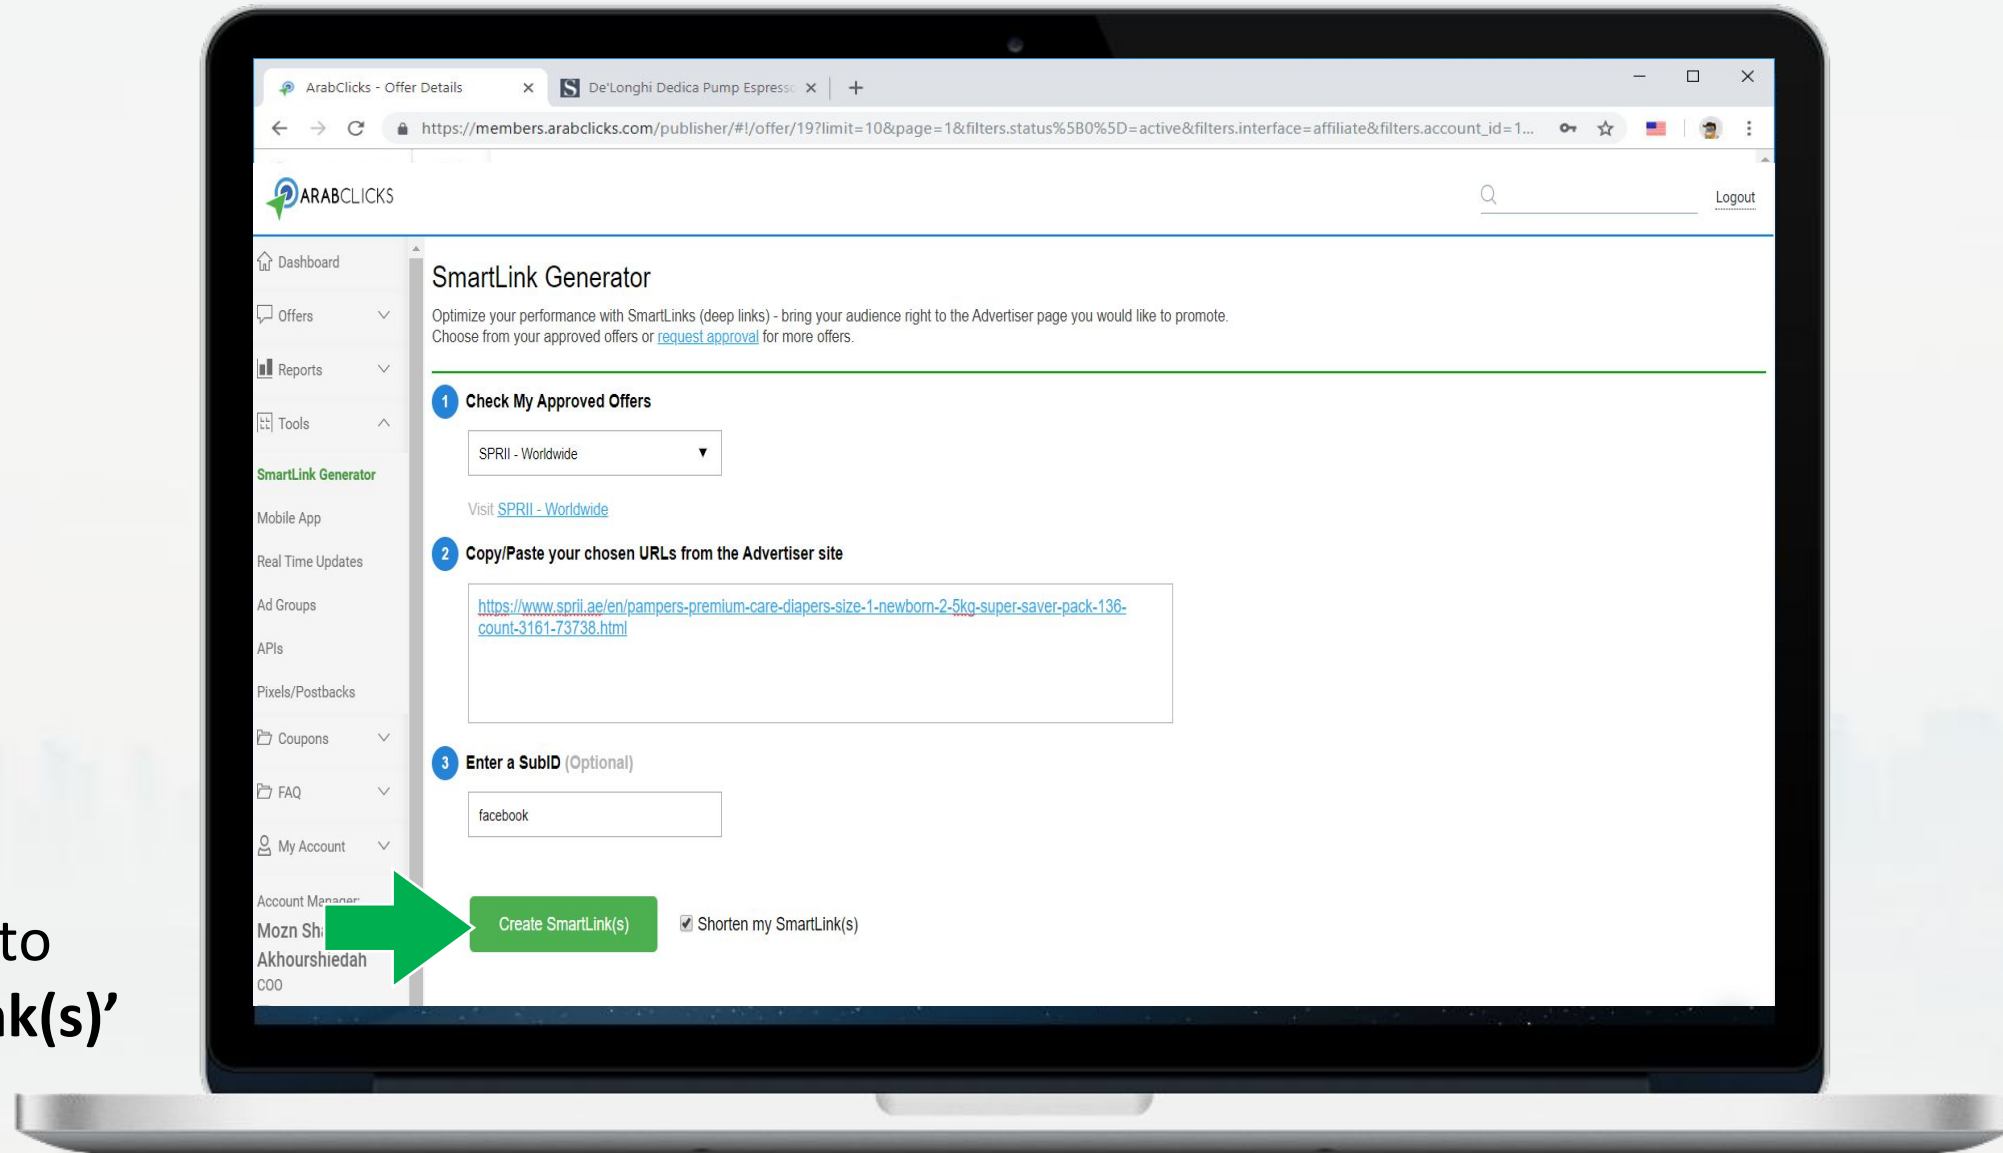 ArabClicks - Offer Details
De'Longhi Dedica Pump Espresso
https://members.arabclicks.com/publisher/#!/offer/19?limit=10&page=1&filters.status%5B0%5D=active&filters.interface=affiliate&filters.account_id=1...
ARABCLICKS
Logout
Dashboard
Offers
Reports
Tools
SmartLink Generator
Mobile App
Real Time Updates
Ad Groups
APIs
Pixels/Postbacks
Coupons
FAQ
My Account
Account Manager:
Mozn
Akhourshiedah
COO
SmartLink Generator
Optimize your performance with SmartLinks (deep links) - bring your audience right to the Advertiser page you would like to promote.
Choose from your approved offers or request approval for more offers.
1 Check My Approved Offers
SPRII - Worldwide
Visit SPRII - Worldwide
2 Copy/Paste your chosen URLs from the Advertiser site
https://www.sprii.ae/en/pampers-premium-care-diapers-size-1-newborn-2-5kg-super-saver-pack-136-
count-3161-73738.html
3 Enter a SubID (Optional)
facebook
Create SmartLink(s)
Shorten my SmartLink(s)
to
k(s)’